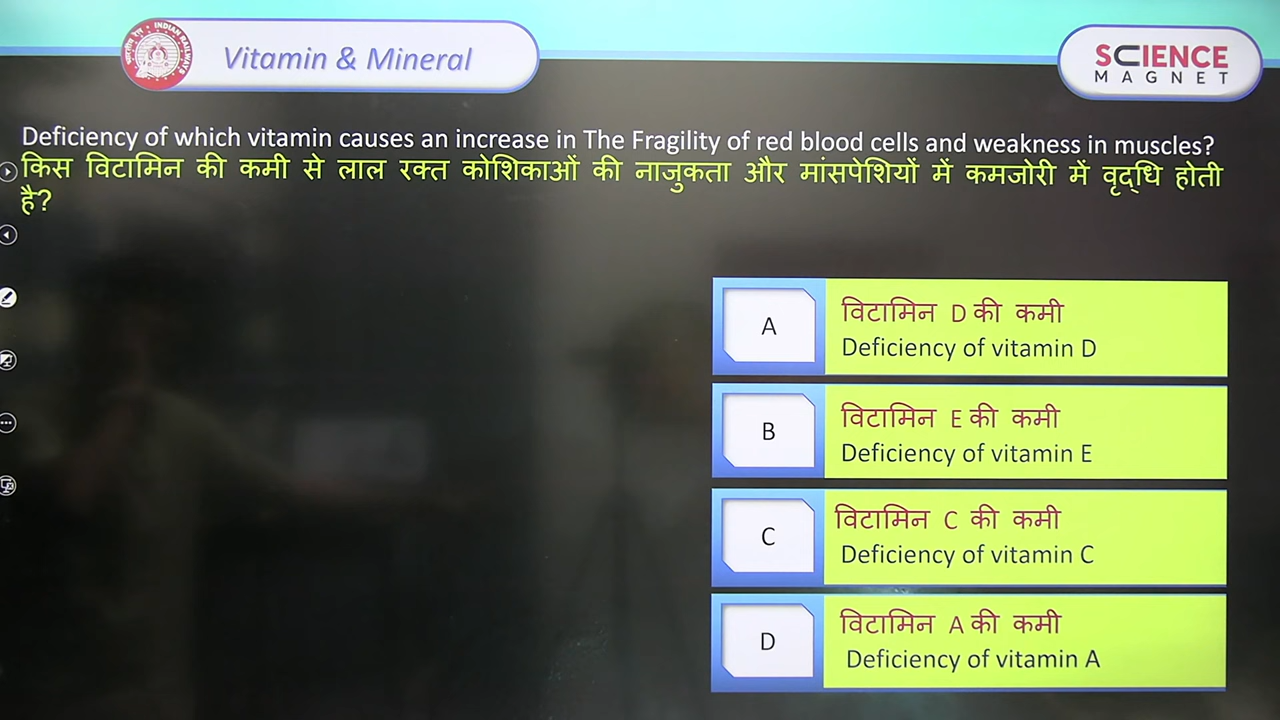 Vitamin & Mineral
SCIENCE
MAGNET
Deficiency of which vitamin causes an increase in The Fragility of red blood cells and weakness in muscles?
किस विटामिन की कमी से लाल रक्त कोशिकाओं की नाजुकता और मांसपेशियों में कमजोरी में वृद्धि होती
है?
A
विटामिन D की कमी
Deficiency of vitamin D
B
विटामिन E की कमी
Deficiency of vitamin E
C
विटामिन C की कमी
Deficiency of vitamin C
D
विटामिन A की कमी
Deficiency of vitamin A